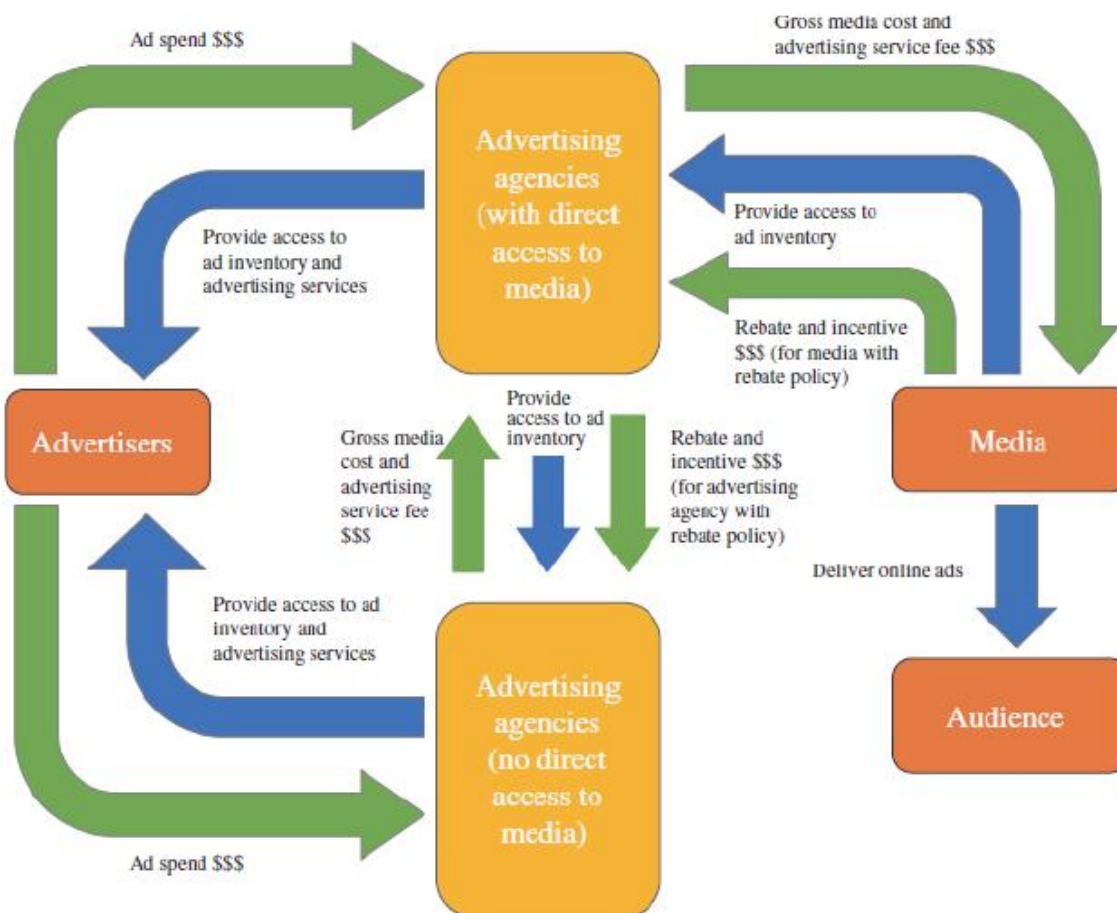 Ad spend $$$
Gross media cost and
advertising service fee $$$
Advertising
agencies
(with direct
access to
media)
Provide access to
ad inventory and
advertising services
Provide access to
ad inventory
Rebate and incentive
$$$ (for media with
rebate policy)
Advertisers
Gross media
cost and
advertising
service fee
$$$
Provide
access to ad
inventory
Rebate and
incentive $$$
(for advertising
agency with
rebate policy)
Media
Provide access to ad
inventory and
advertising services
Deliver online ads
Advertising
agencies
(no direct
access to
media)
Audience
Ad spend $$$